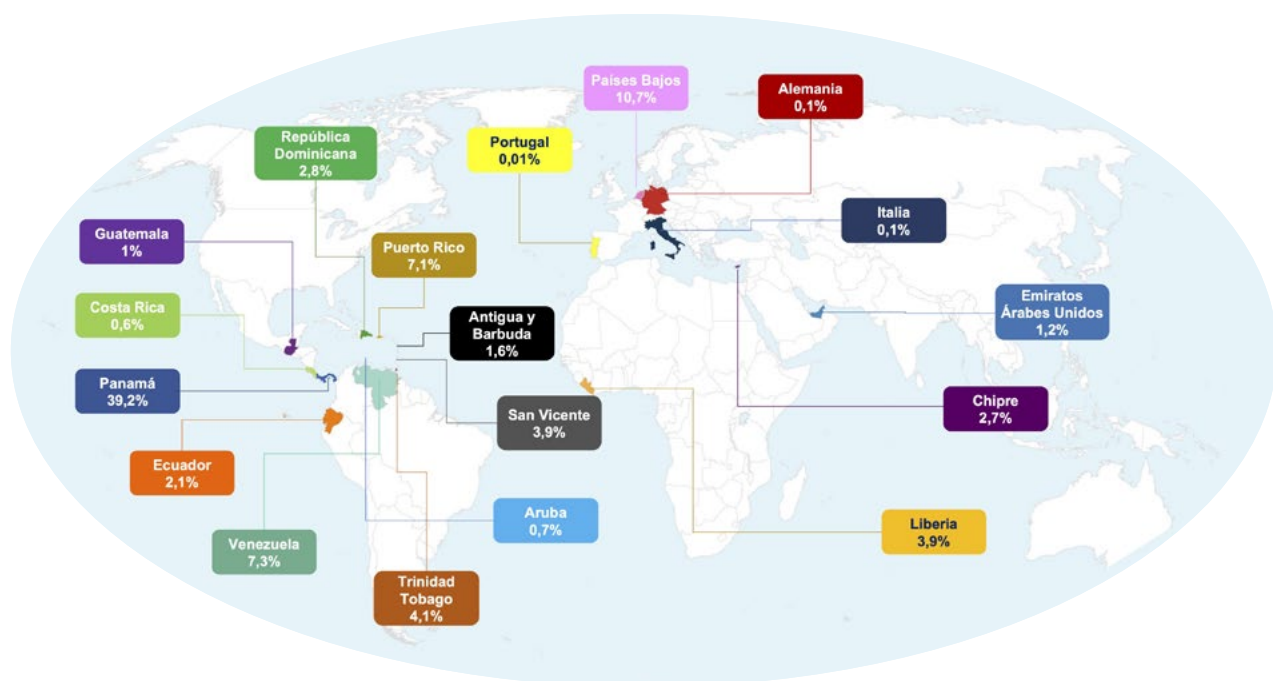 Países Bajos
10,7%
Alemania
0,1%
República
Dominicana
2,8%
Portugal
0,01%
Italia
0,1%
Guatemala
1%
Puerto Rico
7,1%
Costa Rica
0,6%
Antigua y
Barbuda
1,6%
Emiratos
Árabes Unidos
1,2%
Panamá
39,2%
San Vicente
3,9%
Chipre
2,7%
Ecuador
2,1%
Aruba
0,7%
Liberia
3,9%
Venezuela
7,3%
Trinidad
Tobago
4,1%